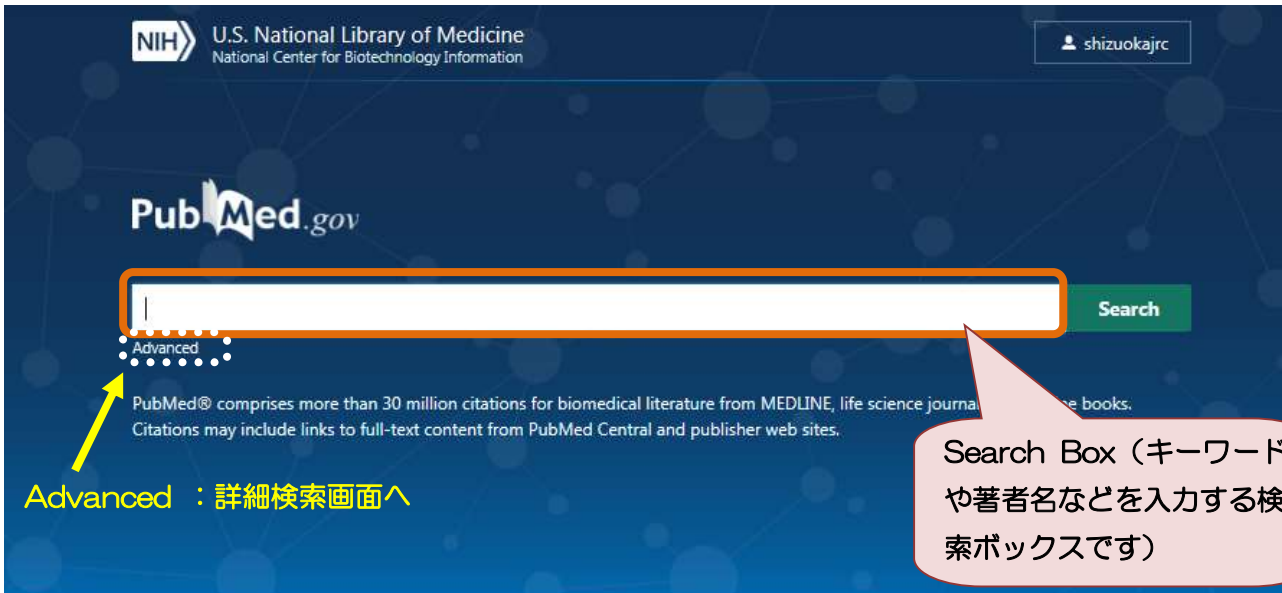 NIH
U.S. National Library of Medicine
National Center for Biotechnology Information
shizuokajrc
PubMed.gov
Search
Advanced
PubMed® comprises more than 30 million citations for biomedical literature from MEDLINE, life science books.
Citations may include links to full-text content from PubMed Central and publisher web sites.
Advanced ：詳細検索画面へ
Search Box（キーワード
や著者名などを入力する検
索ボックスです）